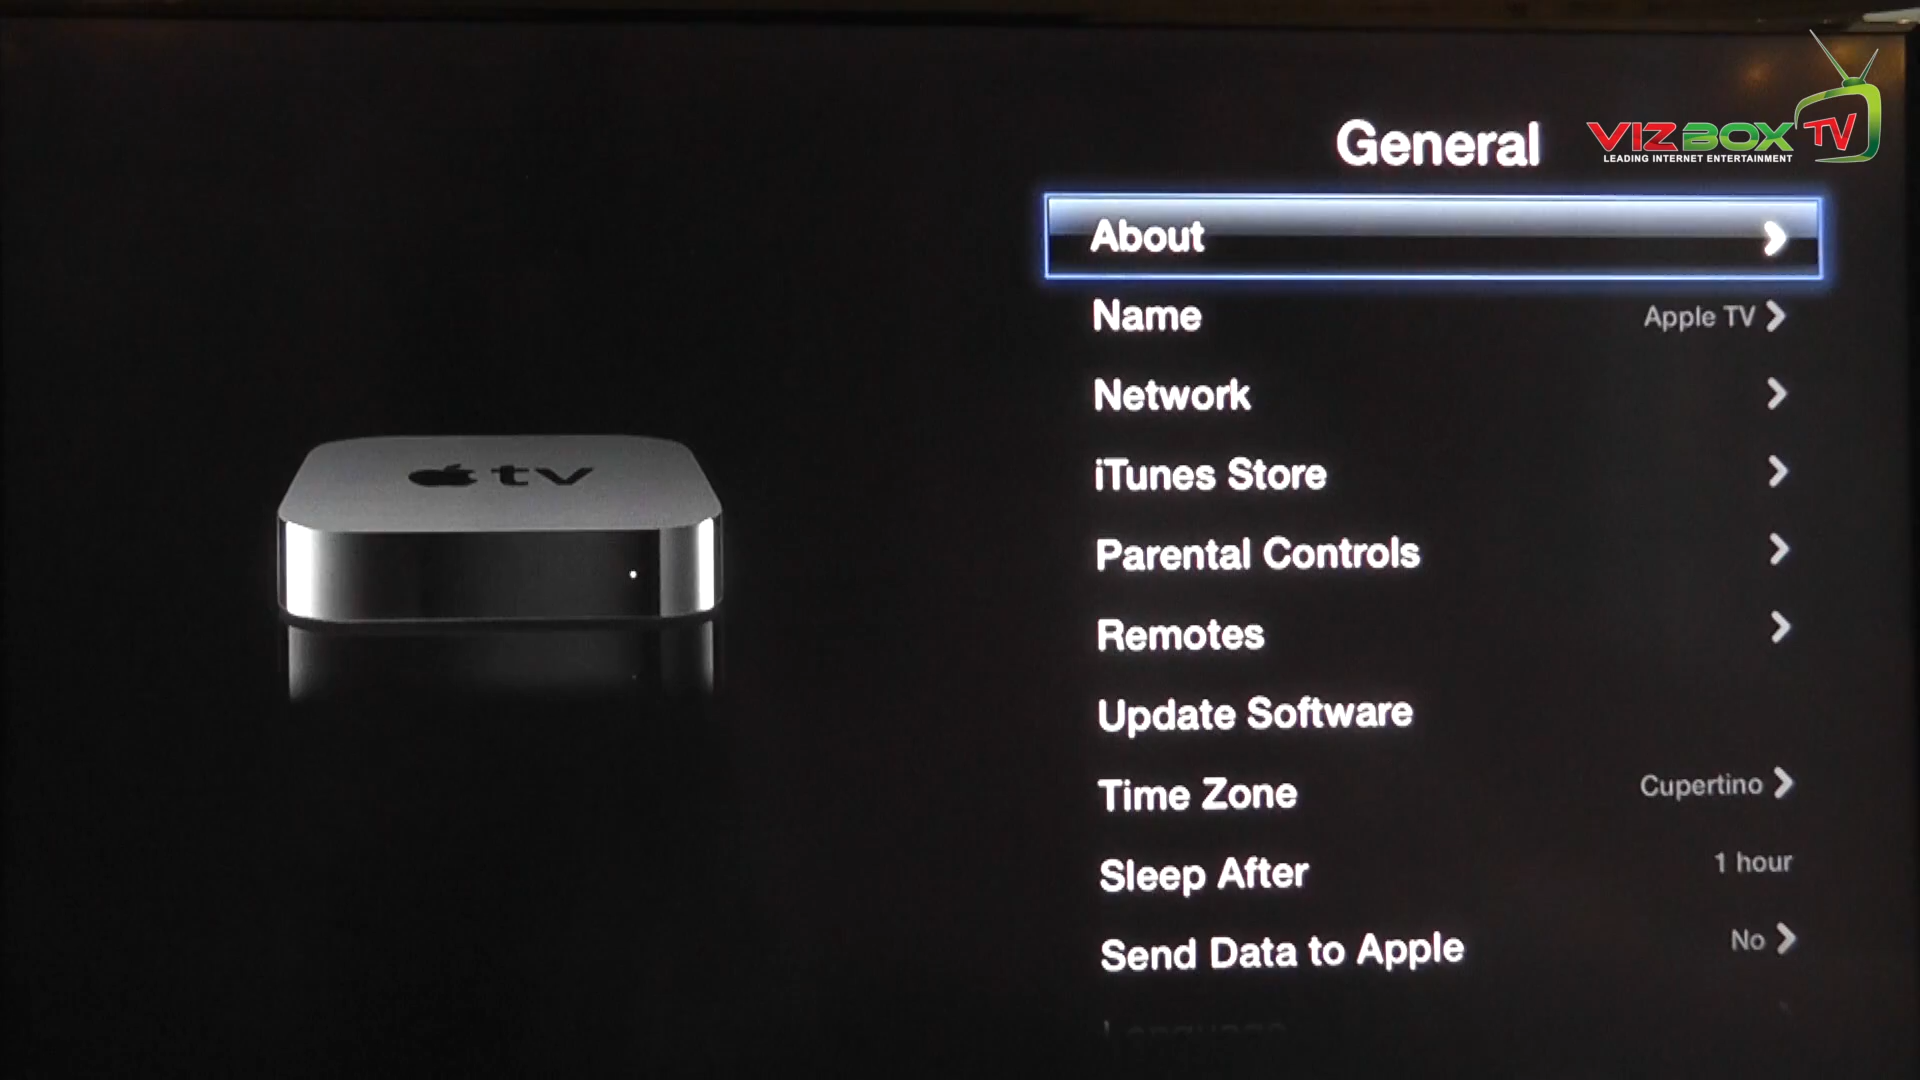 General
VIZBOX TV
LEADING INTERNET ENTERTAINMENT
About
Name Apple TV
Network
iTunes Store
tv
Parental Controls
Remotes
Update Software
Time Zone Cupertino
Sleep After 1 hour
Send Data to Apple No